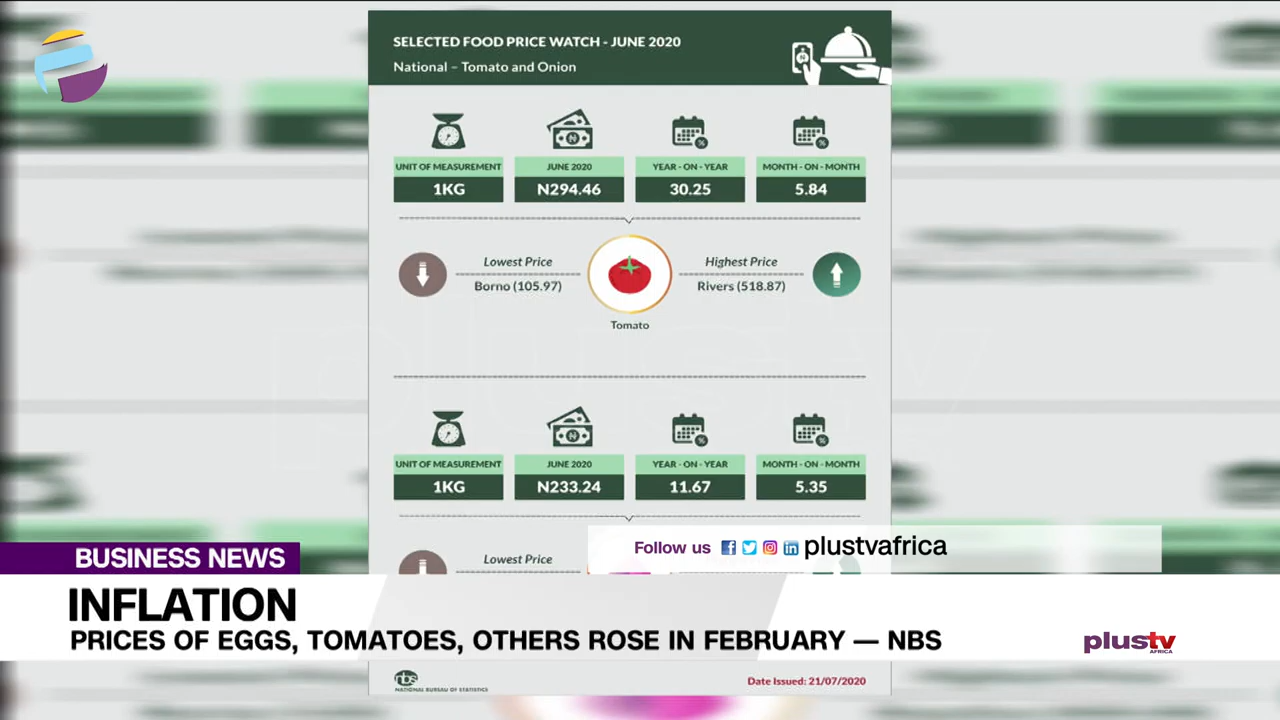 SELECTED FOOD PRICE WATCH - JUNE 2020
National – Tomato and Onion
UNIT OF MEASUREMENT
1KG
JUNE 2020
N294.46
YEAR - ON - YEAR
30.25
MONTH - ON - MONTH
5.84
Lowest Price
Borno (105.97)
Highest Price
Rivers (518.87)
Tomato
UNIT OF MEASUREMENT
1KG
JUNE 2020
N233.24
YEAR - ON - YEAR
11.67
MONTH - ON - MONTH
5.35
Lowest Price
Follow us plustvafrica
BUSINESS NEWS
INFLATION
PRICES OF EGGS, TOMATOES, OTHERS ROSE IN FEBRUARY — NBS
plustv
AFRICA
nbs
NATIONAL BUREAU OF STATISTICS
Date Issued: 21/07/2020